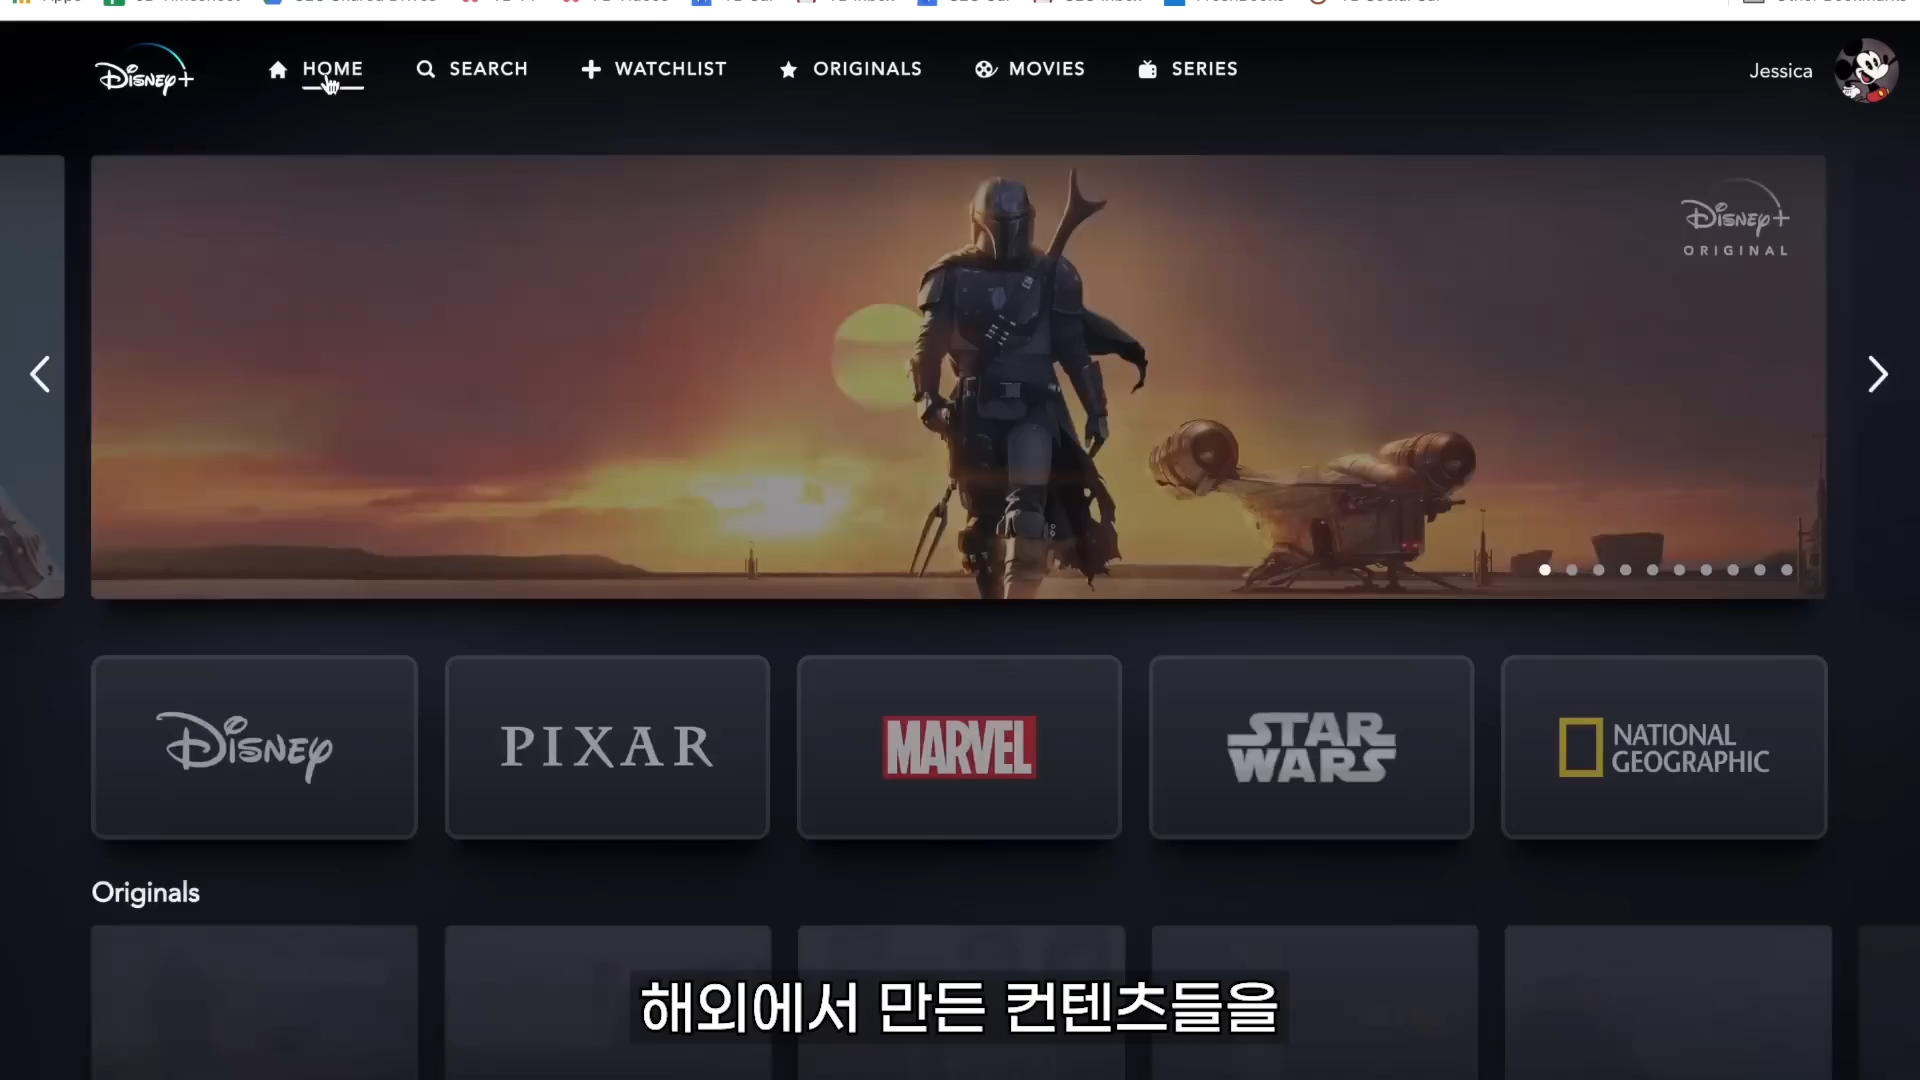 Disney+
HOME
SEARCH
WATCHLIST
ORIGINALS
MOVIES
SERIES
Jessica
Disney+
ORIGINAL
Disney
PIXAR
MARVEL
STAR
WARS
NATIONAL
GEOGRAPHIC
Originals
해외에서 만든 컨텐츠들을